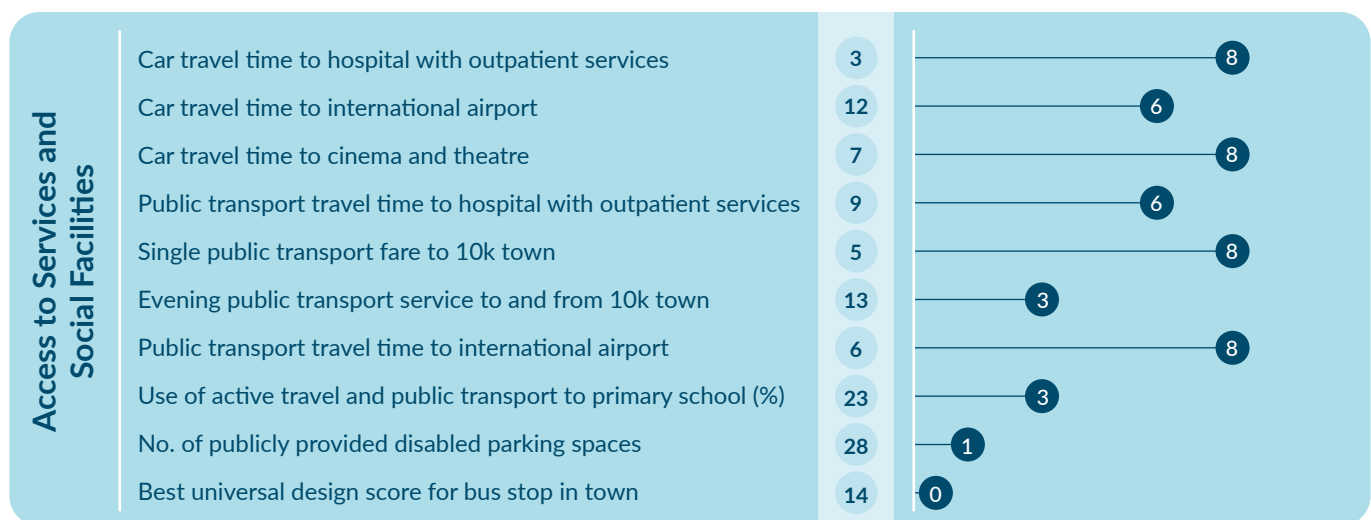 Access to Services and
Social Facilities
Car travel time to hospital with outpatient services 3 8
Car travel time to international airport 12 6
Car travel time to cinema and theatre 7 8
Public transport travel time to hospital with outpatient services 9 6
Single public transport fare to 10k town 5 8
Evening public transport service to and from 10k town 13 3
Public transport travel time to international airport 6 8
Use of active travel and public transport to primary school (%) 23 3
No. of publicly provided disabled parking spaces 28 1
Best universal design score for bus stop in town 14 0